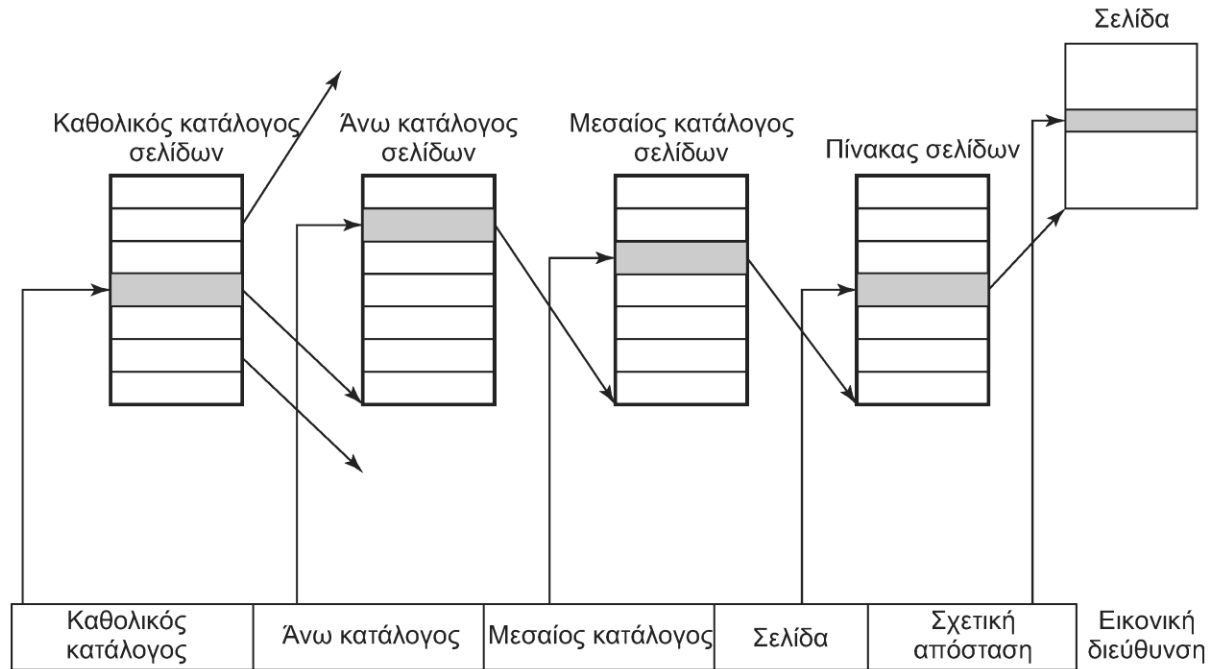 Σελίδα
Καθολικός κατάλογος
σελίδων
Άνω κατάλογος
σελίδων
Μεσαίος κατάλογος
σελίδων
Πίνακας σελίδων
Καθολικός
κατάλογος
Άνω κατάλογος
Μεσαίος κατάλογος
Σελίδα
Σχετική
απόσταση
Εικονική
διεύθυνση